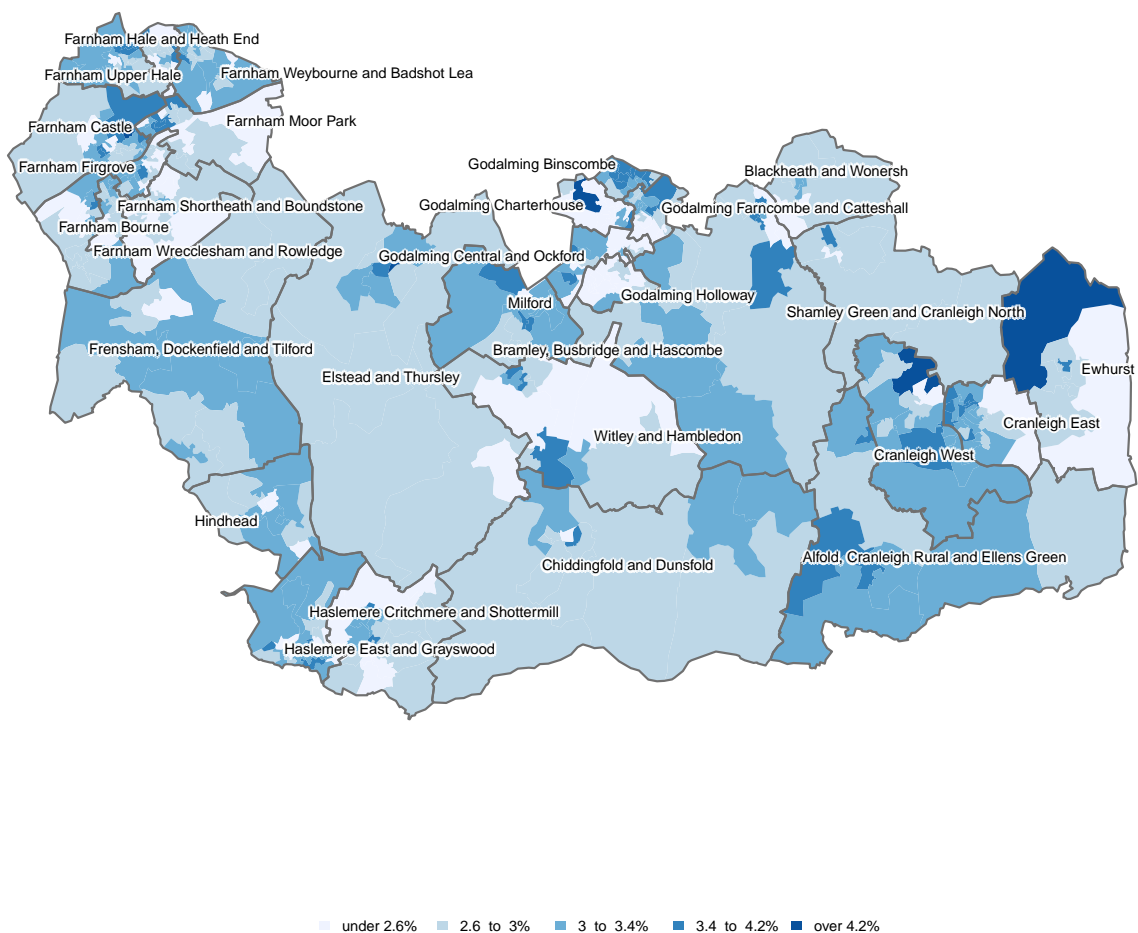 Farnham Hale and Heath End
Farnham Upper Hale
Farnham Weybourne and Badshot Lea
Farnham Castle
Farnham Moor Park
Farnham Firgrove
Godalming Binscombe
Blackheath and Wonersh
Farnham Shortheath and Boundstone
Godalming Charterhouse
Godalming Farncombe and Catteshall
Farnham Bourne
Farnham Wrecclesham and Rowledge
Godalming Central and Ockford
Milford
Godalming Holloway
Shamley Green and Cranleigh North
Frensham, Dockenfield and Tilford
Bramley, Busbridge and Hascombe
Elstead and Thursley
Ewhurst
Cranleigh East
Witley and Hambledon
Cranleigh West
Hindhead
Chiddingfold and Dunsfold
Alfold, Cranleigh Rural and Ellens Green
Haslemere Critchmere and Shottermill
Haslemere East and Grayswood
under 2.6%
2.6 to 3%
3 to 3.4%
3.4 to 4.2%
over 4.2%